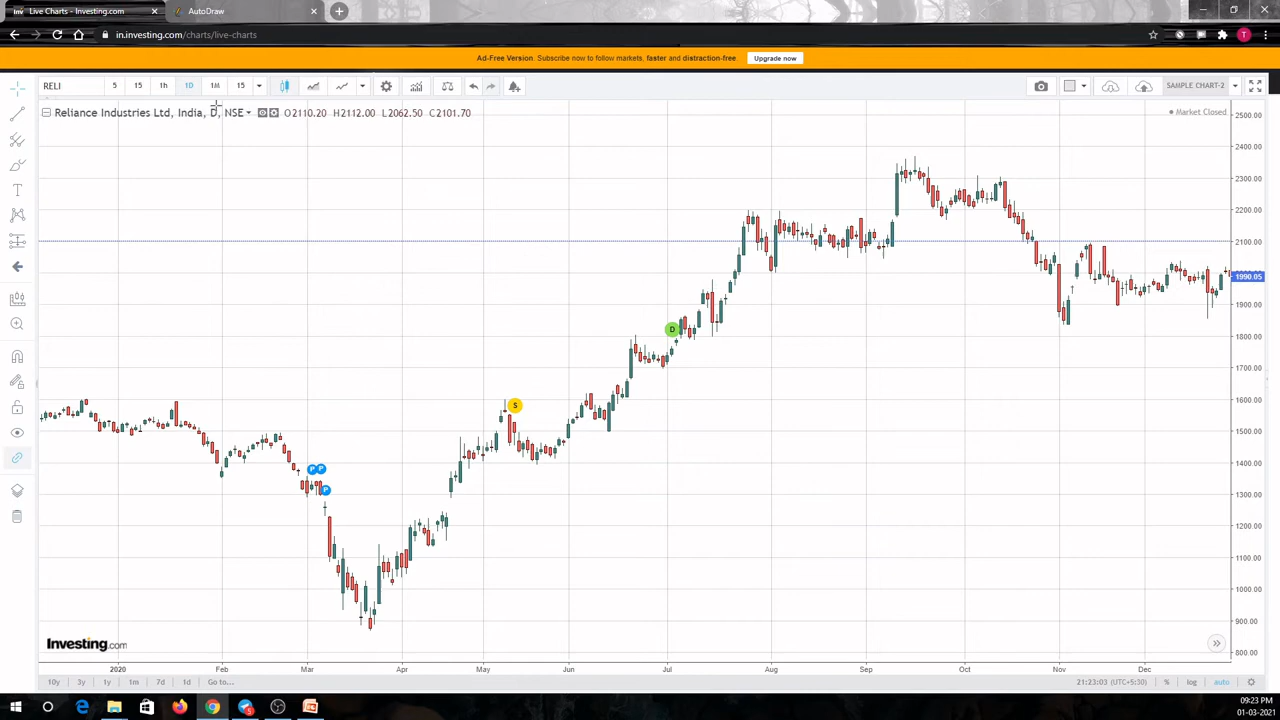 Live Charts - Investing.com
AutoDraw
in.investing.com/charts/live-charts
Ad-Free Version. Subscribe now to follow markets, faster and distraction-free
Upgrade now
RELI 5 15 1h 1D 1M 15
SAMPLE CHART-2
Reliance Industries Ltd, India, D, NSE O2110.20 H2112.00 L2062.50 C2101.70
Market Closed
2500.00
2400.00
2300.00
2200.00
2100.00
1990.05
1900.00
1800.00
1700.00
1600.00
1500.00
1400.00
1300.00
1200.00
1100.00
1000.00
900.00
800.00
D
S
P P
P
Investing.com
2020 Feb Mar Apr May Jun Jul Aug Sep Oct Nov Dec
10y 3y 1y 1m 7d 1d Go to...
21:23:03 (UTC+5:30) % log auto
09:23 PM
01-03-2021